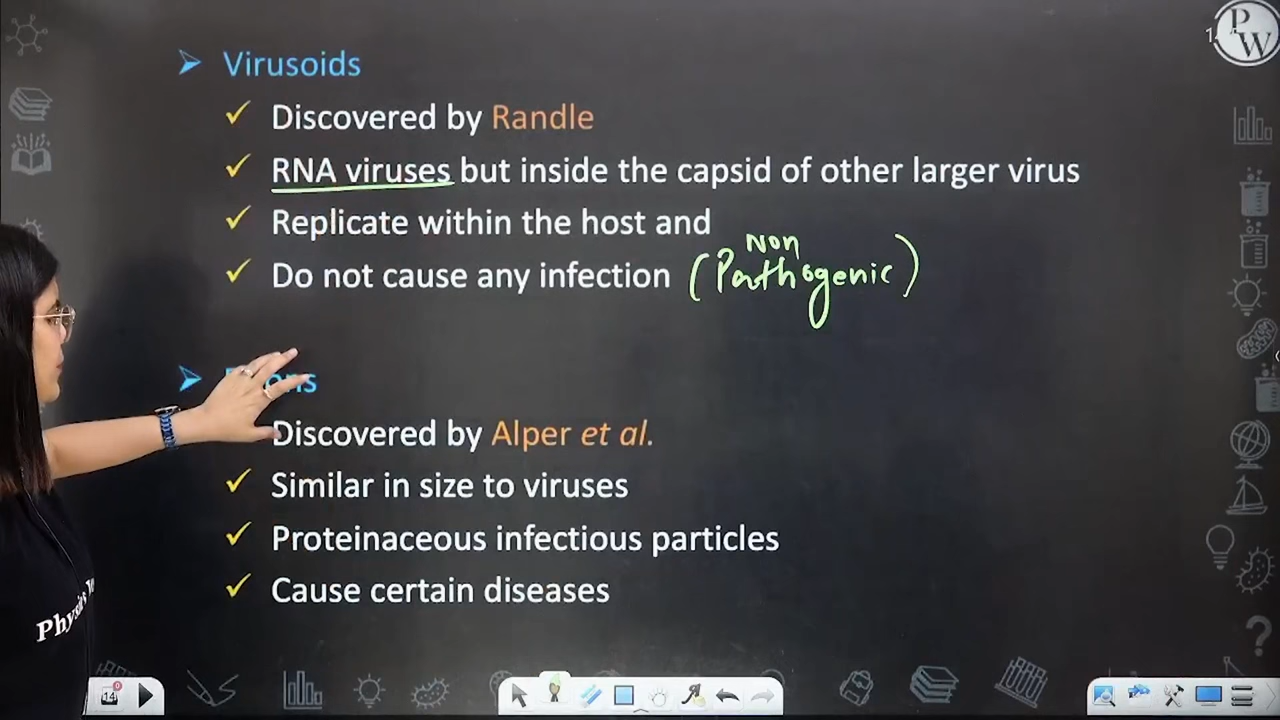 PW
Virusoids
Discovered by Randle
RNA viruses but inside the capsid of other larger virus
Replicate within the host and
Do not cause any infection (Non Pathogenic)
Discovered by Alper et al.
Similar in size to viruses
Proteinaceous infectious particles
Cause certain diseases
14